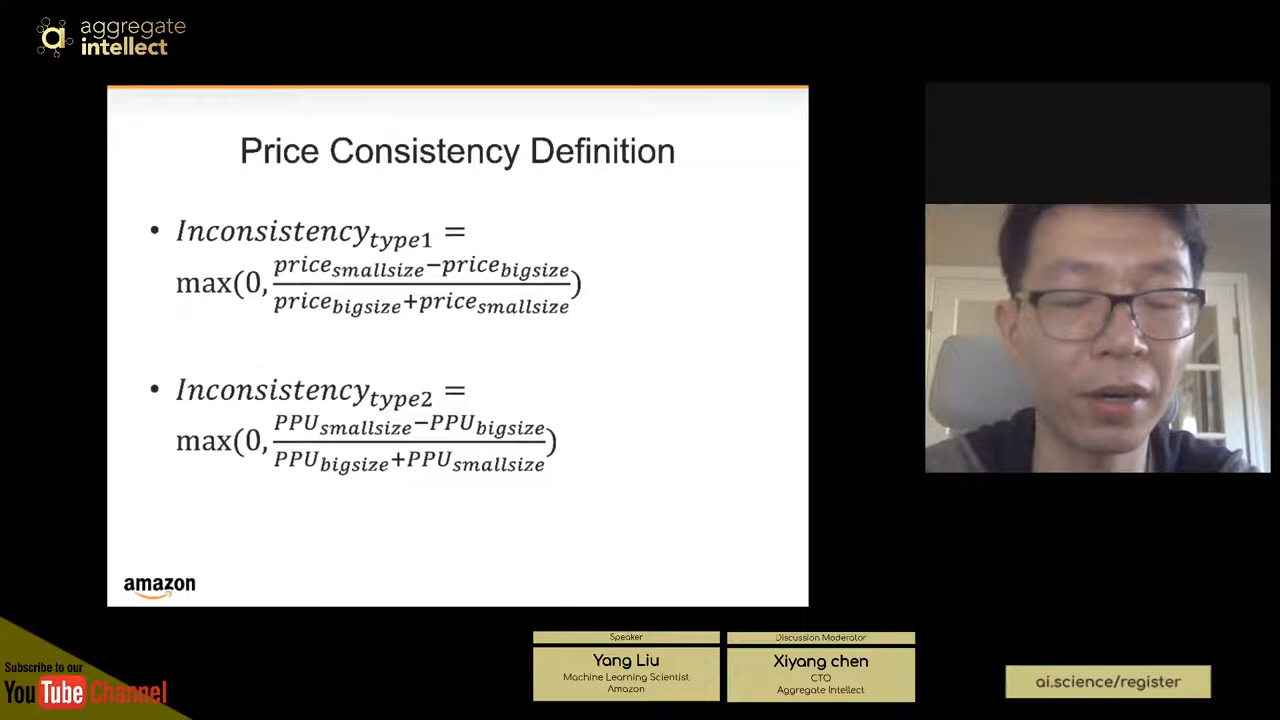 aggregate
intellect
Price Consistency Definition
• Inconsistency_type1 =
max(0, (price_smallsize − price_bigsize) / (price_bigsize + price_smallsize))
• Inconsistency_type2 =
max(0, (PPU_smallsize − PPU_bigsize) / (PPU_bigsize + PPU_smallsize))
amazon
Subscribe to our
YouTube Channel
Speaker
Yang Liu
Machine Learning Scientist
Amazon
Discussion Moderator
Xiyang chen
CTO
Aggregate Intellect
ai.science/register